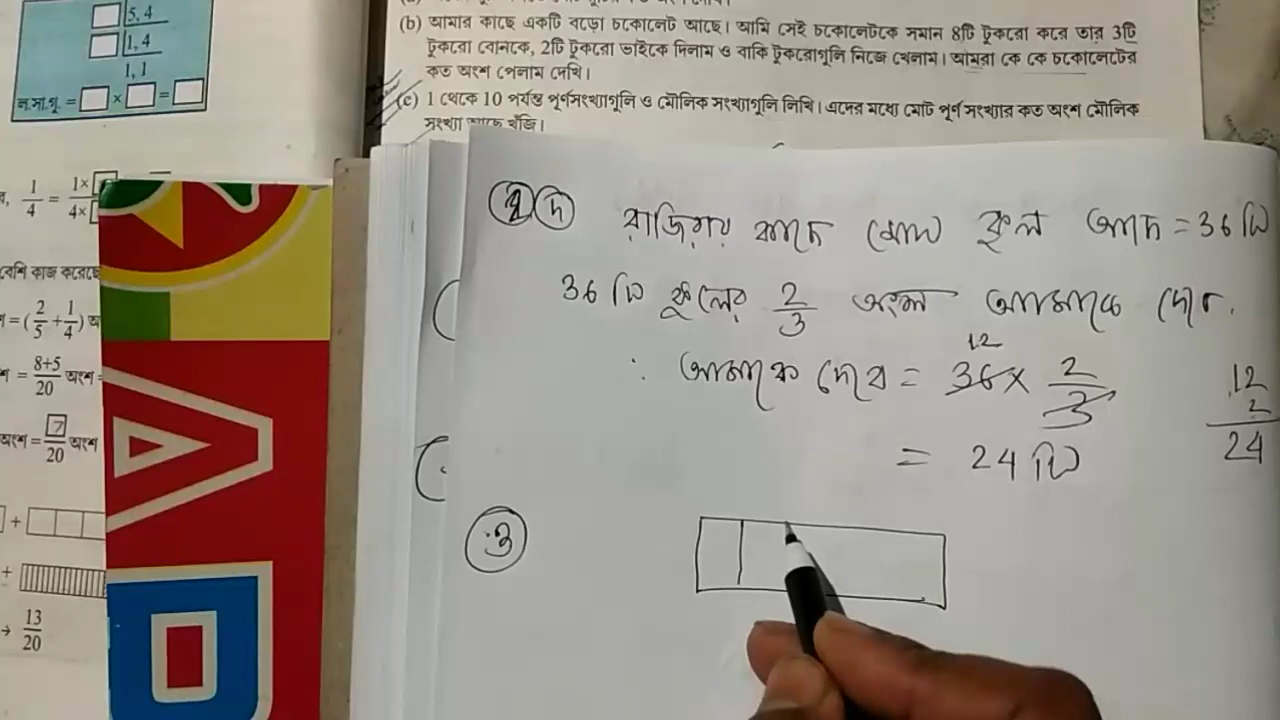 5, 4
1, 4
1, 1
ল.সা.গু. = □ × □ = □
(b) আমার কাছে একটি বড়ো চকোলেট আছে। আমি সেই চকোলেটকে সমান 8টি টুকরো করে তার 3টি
টুকরো বোনকে, 2টি টুকরো ভাইকে দিলাম ও বাকি টুকরোগুলি নিজে খেলাম। আমরা কে কে চকোলেটের
কত অংশ পেলাম দেখি।
(c) 1 থেকে 10 পর্যন্ত পূর্ণসংখ্যাগুলি ও মৌলিক সংখ্যাগুলি লিখি। এদের মধ্যে মোট পূর্ণ সংখ্যার কত অংশ মৌলিক
সংখ্যা আছে খুঁজি।
1/4 = 1×□/4×□
বেশি কাজ করেছে
= (2/5 + 1/4) অ
= 8+5/20 অংশ =
অংশ = 7/20 অংশ
+
+
→ 13/20
কাছে মোট কুল আছে = 36 টি
36 টি কুলের 2/3 অংশ আমাকে দেবে.
∴ আমাকে দেবে = 36 × 2/3
12
= 24 টি
12
2
24